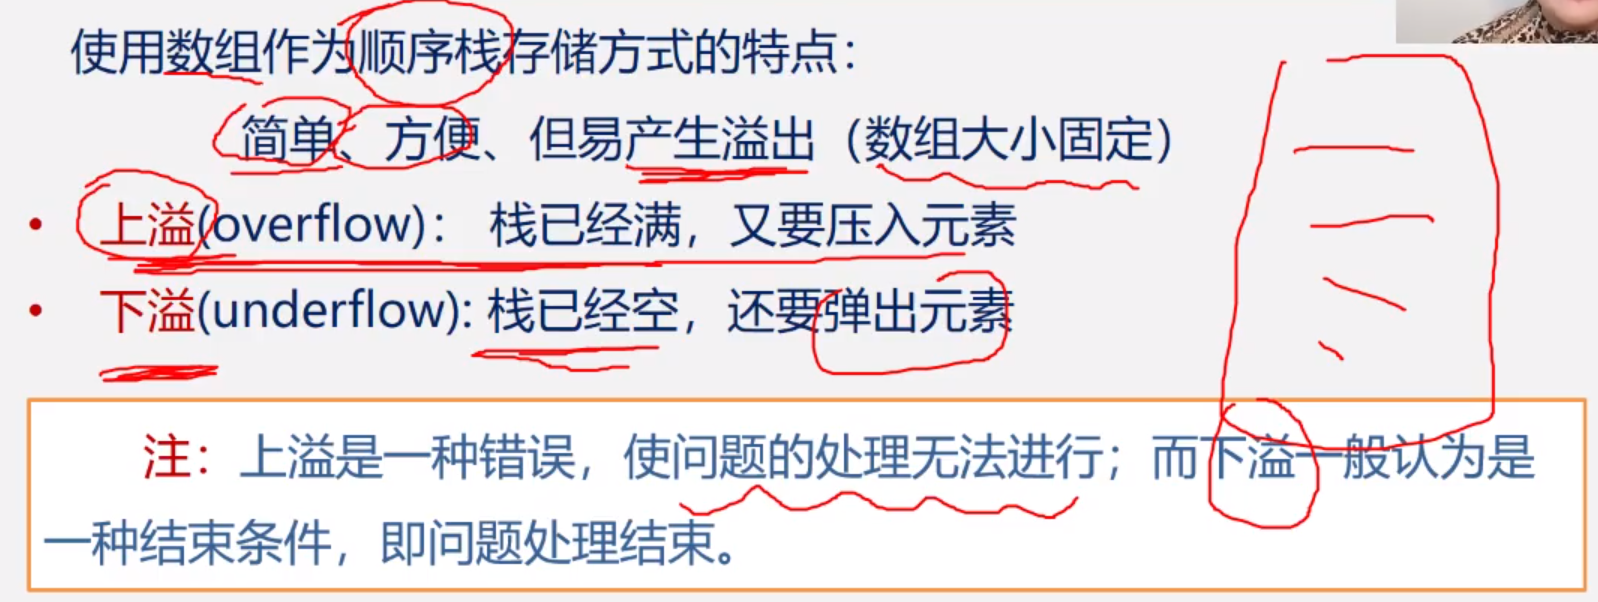 使用数组作为顺序栈存储方式的特点：
简单、方便、但易产生溢出（数组大小固定）
• 上溢(overflow)： 栈已经满，又要压入元素
• 下溢(underflow): 栈已经空，还要弹出元素
注：上溢是一种错误，使问题的处理无法进行；而下溢一般认为是
一种结束条件，即问题处理结束。